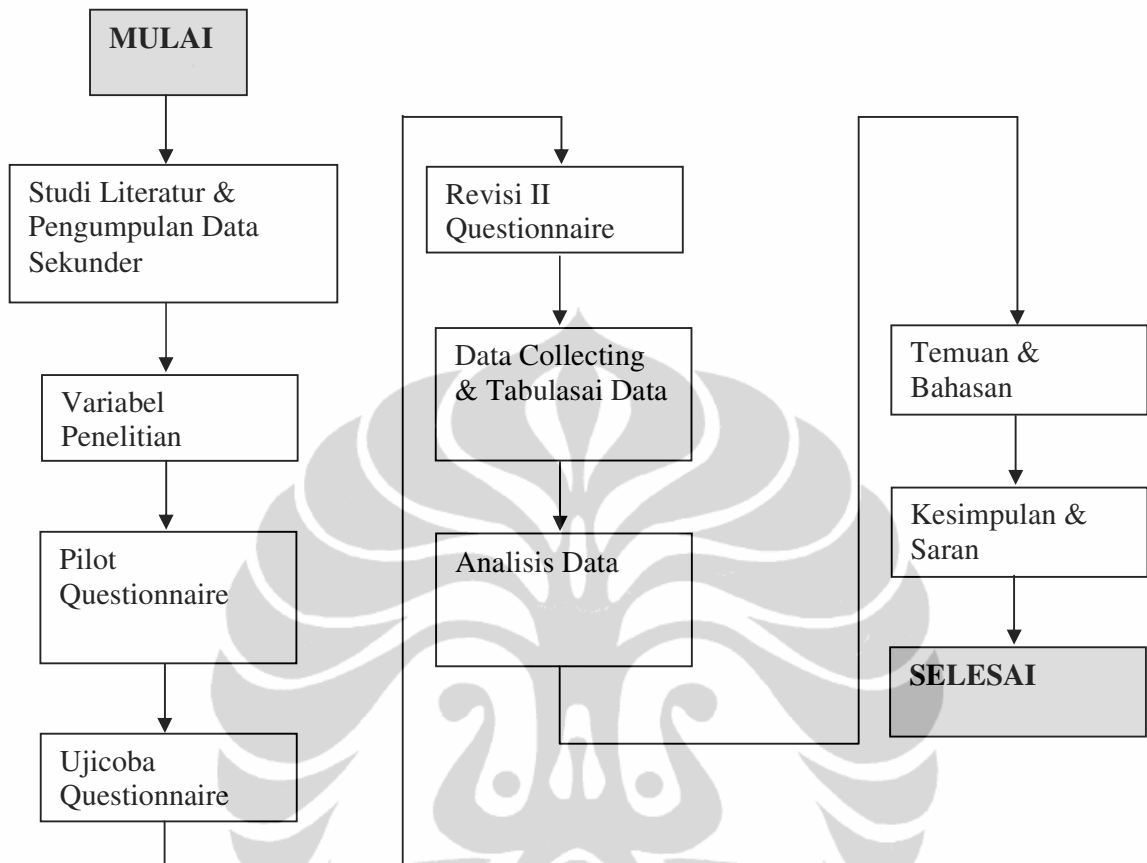 MULAI
Studi Literatur &
Pengumpulan Data
Sekunder
Variabel
Penelitian
Pilot
Questionnaire
Ujicoba
Questionnaire
Revisi II
Questionnaire
Data Collecting
& Tabulasai Data
Analisis Data
Temuan &
Bahasan
Kesimpulan &
Saran
SELESAI